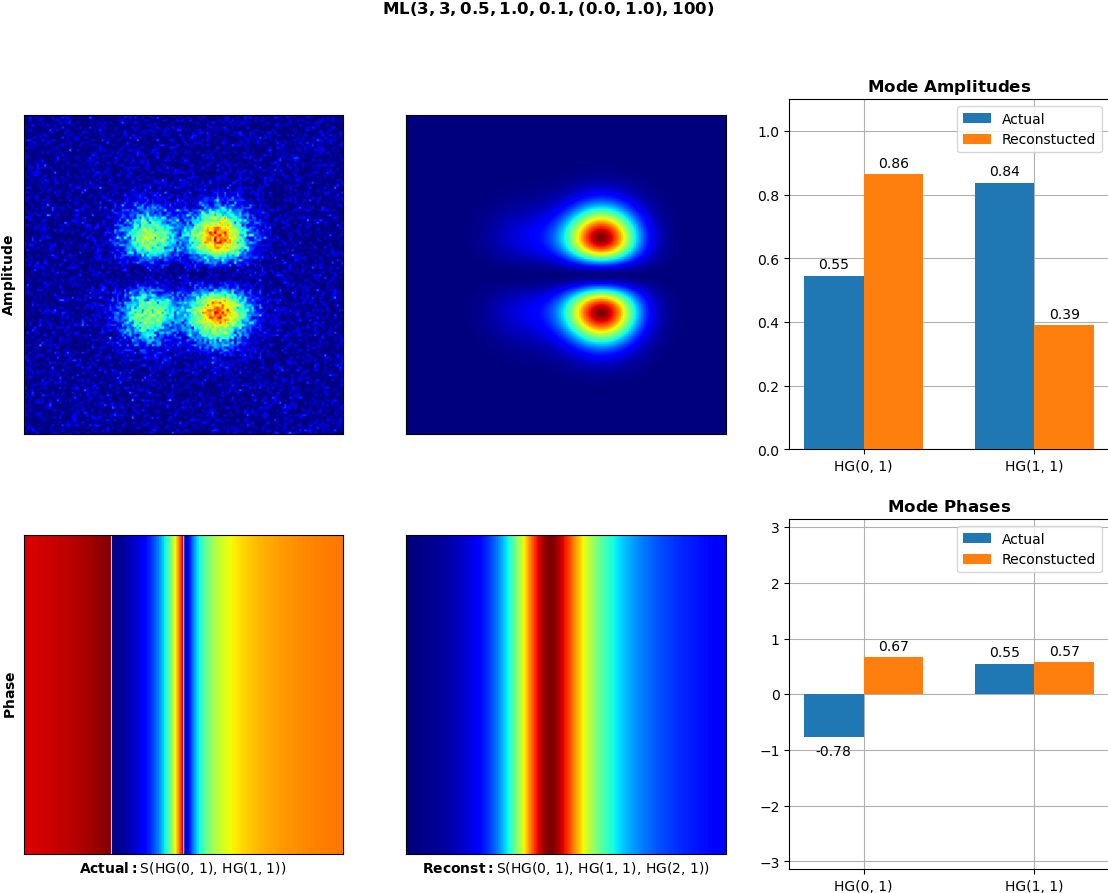 ML(3, 3, 0.5, 1.0, 0.1, (0.0, 1.0), 100)
Mode Amplitudes
Amplitude
1.0
0.8
0.6
0.4
0.2
0.0
Actual
Reconstucted
0.55
0.86
0.84
0.39
HG(0, 1)
HG(1, 1)
Mode Phases
Phase
3
2
1
0
−1
−2
−3
Actual
Reconstucted
-0.78
0.67
0.55
0.57
HG(0, 1)
HG(1, 1)
Actual: S(HG(0, 1), HG(1, 1))
Reconst: S(HG(0, 1), HG(1, 1), HG(2, 1))